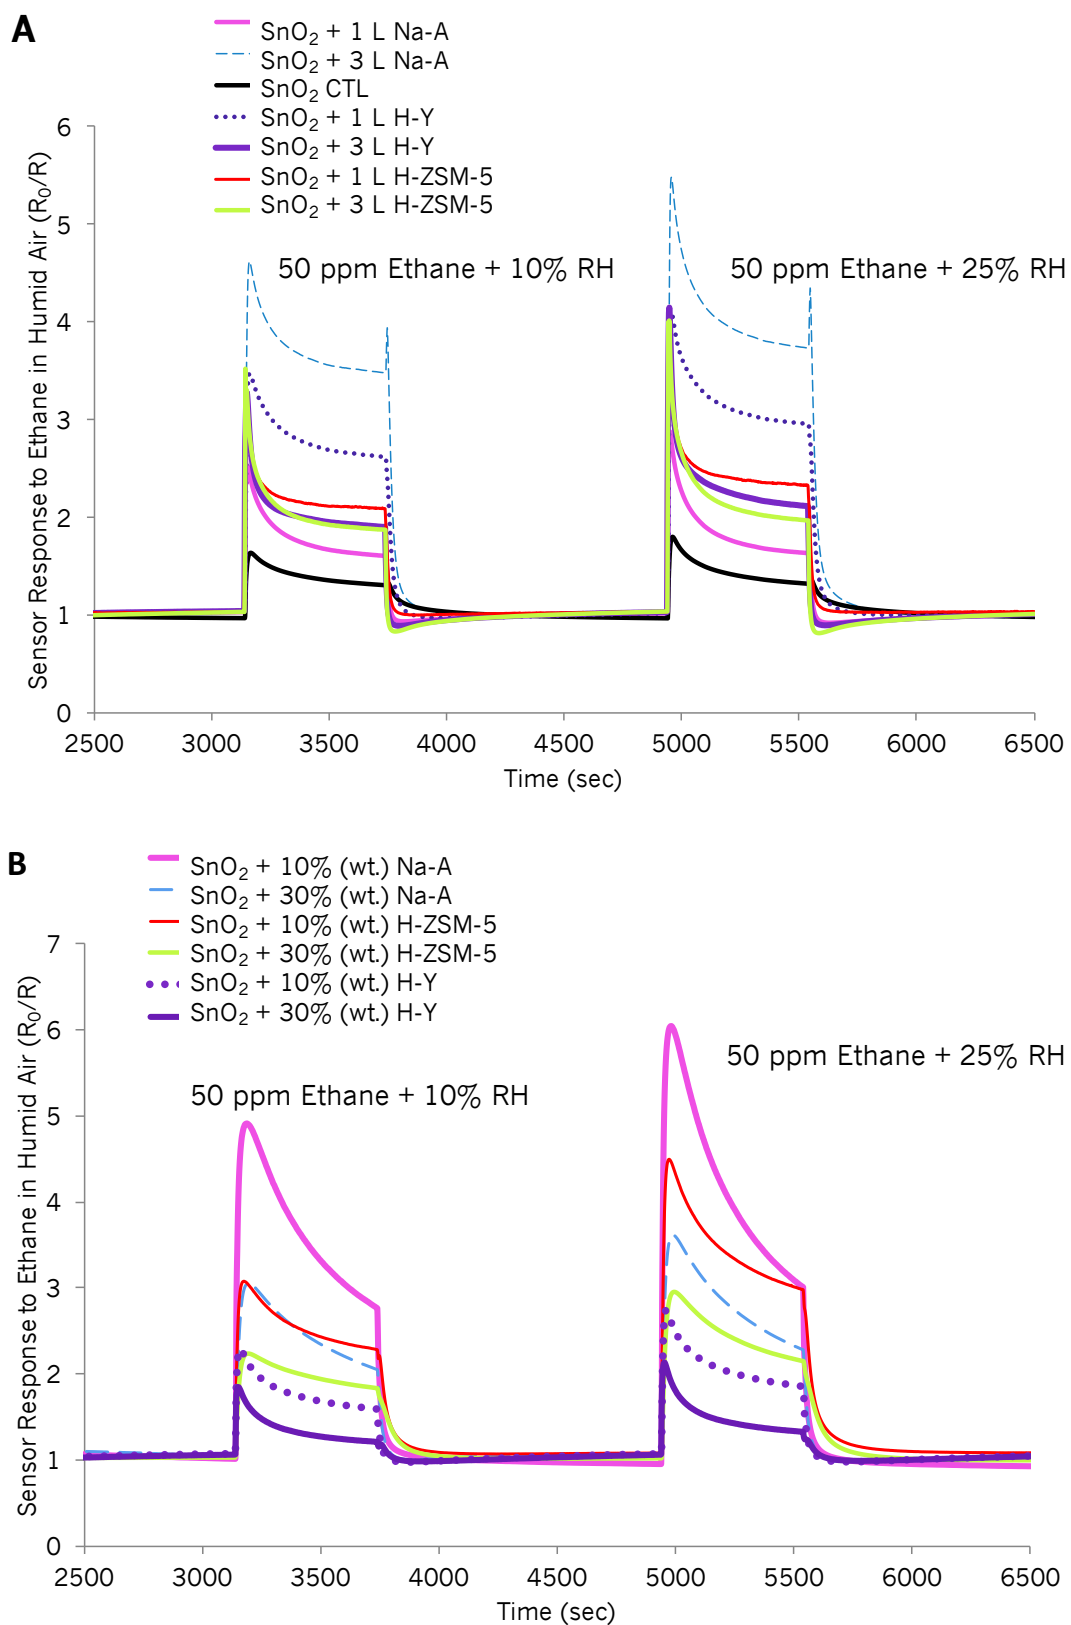 A
SnO₂ + 1 L Na-A
SnO₂ + 3 L Na-A
SnO₂ CTL
SnO₂ + 1 L H-Y
SnO₂ + 3 L H-Y
SnO₂ + 1 L H-ZSM-5
SnO₂ + 3 L H-ZSM-5
Sensor Response to Ethane in Humid Air (R₀/R)
6
5
4
3
2
1
0
50 ppm Ethane + 10% RH
50 ppm Ethane + 25% RH
2500 3000 3500 4000 4500 5000 5500 6000 6500
Time (sec)
B
SnO₂ + 10% (wt.) Na-A
SnO₂ + 30% (wt.) Na-A
SnO₂ + 10% (wt.) H-ZSM-5
SnO₂ + 30% (wt.) H-ZSM-5
SnO₂ + 10% (wt.) H-Y
SnO₂ + 30% (wt.) H-Y
Sensor Response to Ethane in Humid Air (R₀/R)
7
6
5
4
3
2
1
0
50 ppm Ethane + 10% RH
50 ppm Ethane + 25% RH
2500 3000 3500 4000 4500 5000 5500 6000 6500
Time (sec)